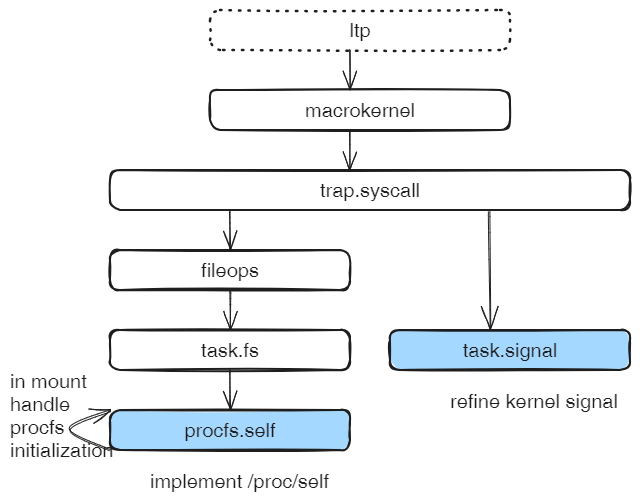 ltp
macrokernel
trap.syscall
fileops
task.fs
task.signal
in mount
handle
procfs
initialization
procfs.self
refine kernel signal
implement /proc/self